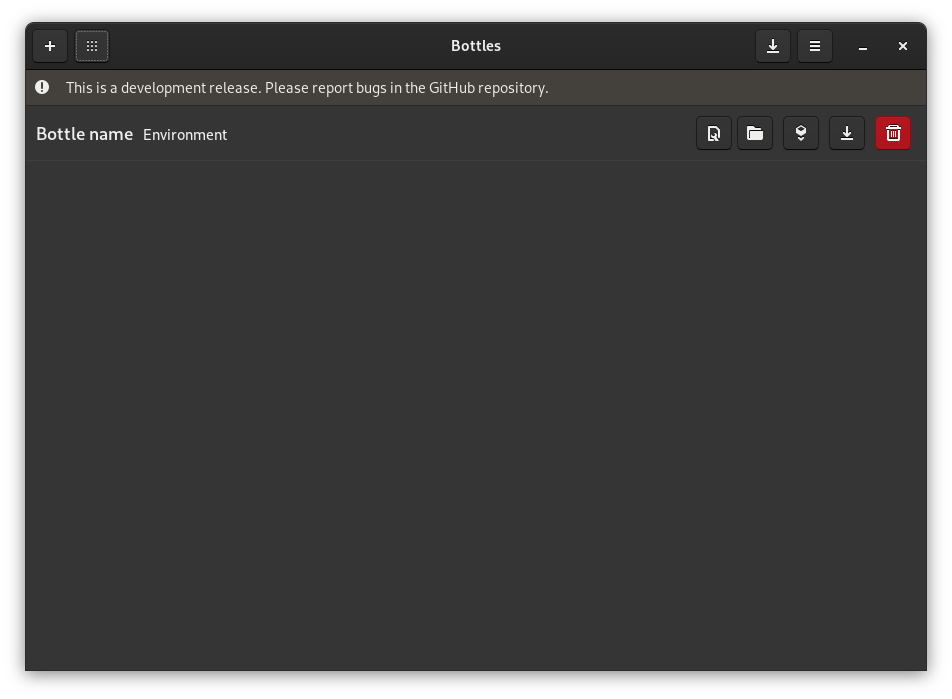 Bottles
This is a development release. Please report bugs in the GitHub repository.
Bottle name Environment